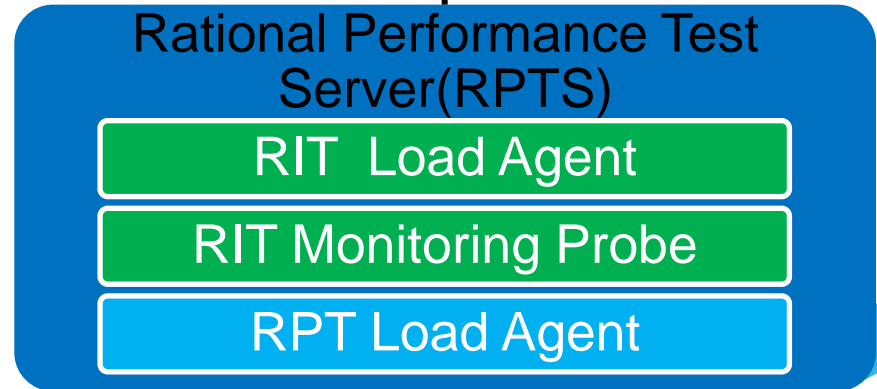 Rational Performance Test
Server(RPTS)
RIT Load Agent
RIT Monitoring Probe
RPT Load Agent